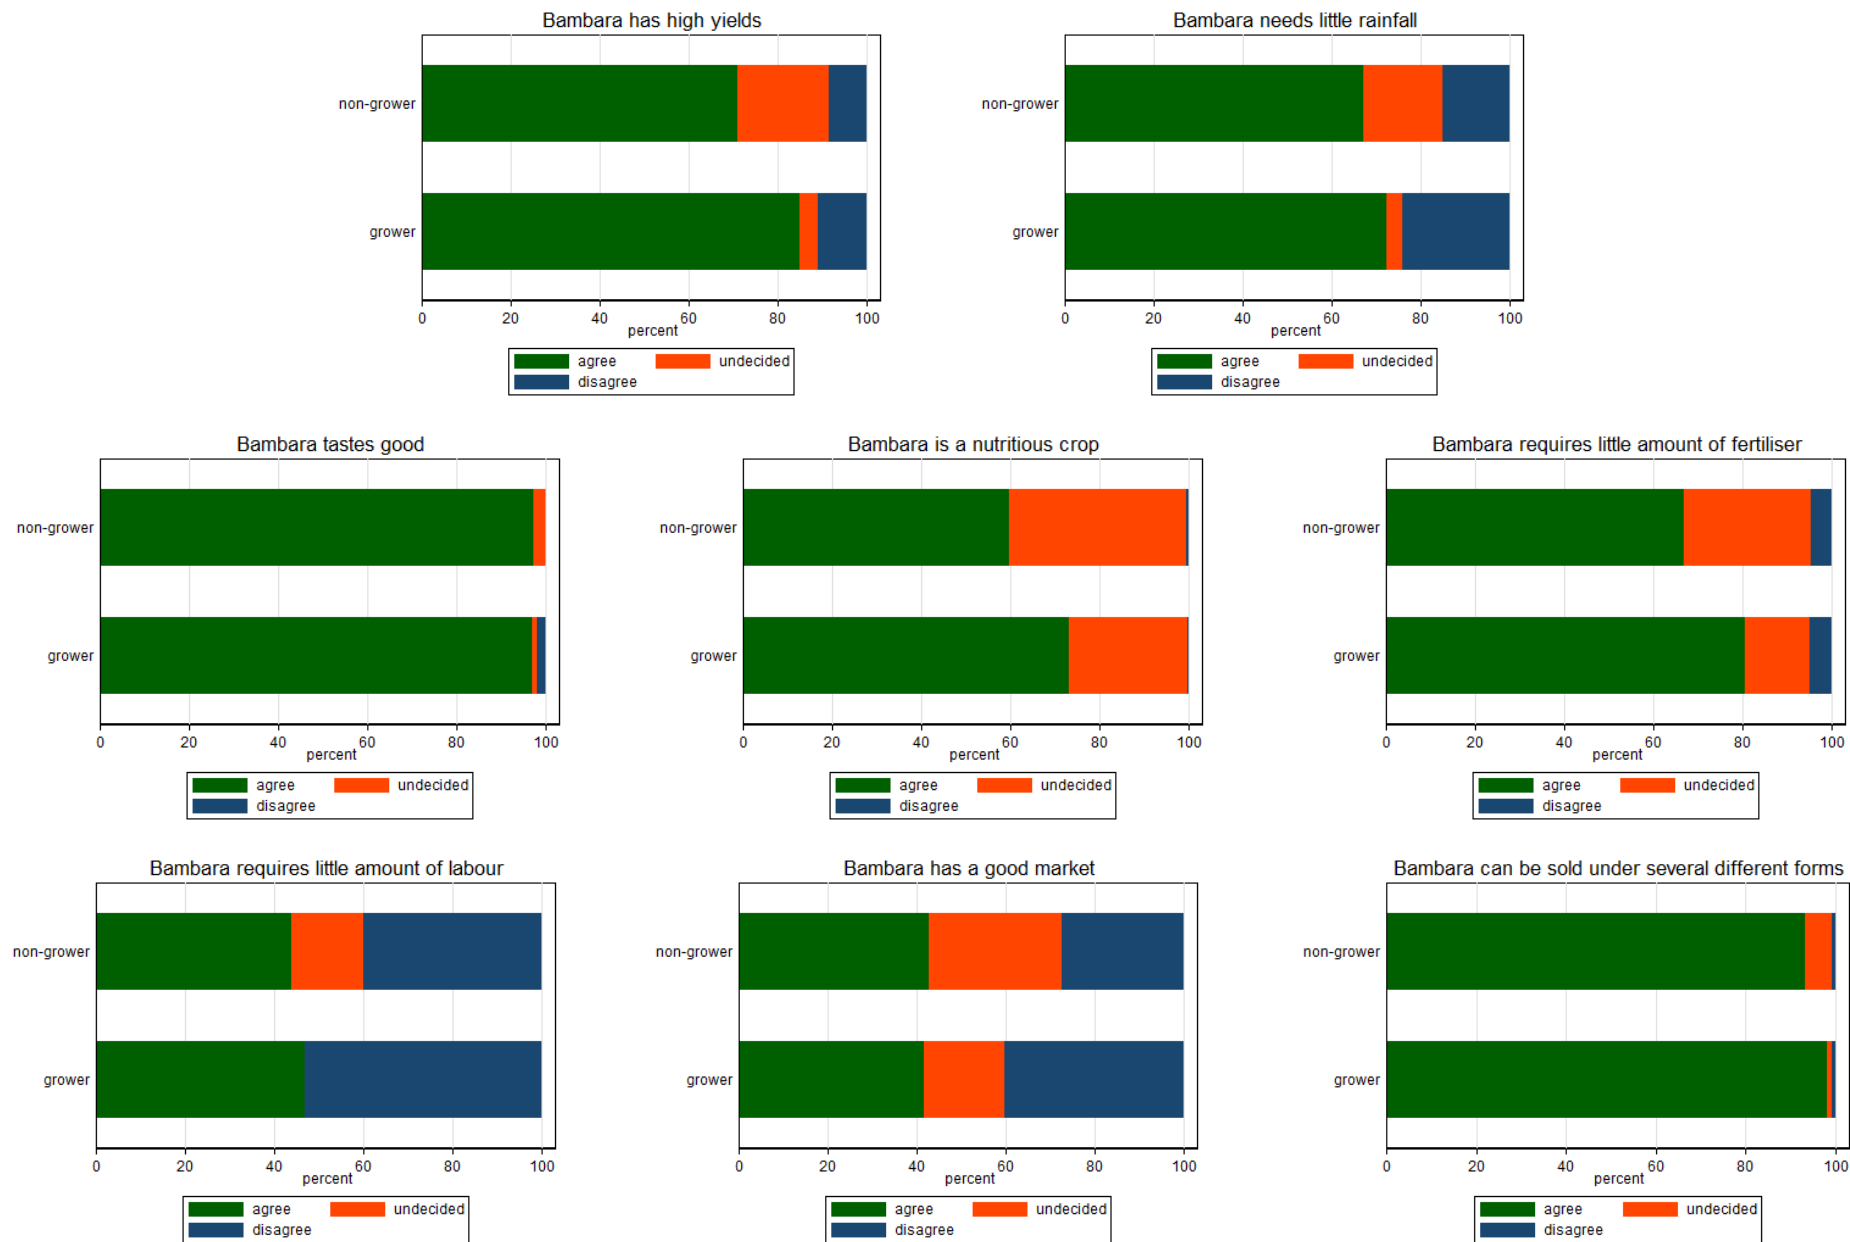 Bambara has high yields
non-grower
grower
0 20 40 60 80 100
percent
agree undecided
disagree
Bambara needs little rainfall
non-grower
grower
0 20 40 60 80 100
percent
agree undecided
disagree
Bambara tastes good
non-grower
grower
0 20 40 60 80 100
percent
agree undecided
disagree
Bambara is a nutritious crop
non-grower
grower
0 20 40 60 80 100
percent
agree undecided
disagree
Bambara requires little amount of fertiliser
non-grower
grower
0 20 40 60 80 100
percent
agree undecided
disagree
Bambara requires little amount of labour
non-grower
grower
0 20 40 60 80 100
percent
agree undecided
disagree
Bambara has a good market
non-grower
grower
0 20 40 60 80 100
percent
agree undecided
disagree
Bambara can be sold under several different forms
non-grower
grower
0 20 40 60 80 100
percent
agree undecided
disagree